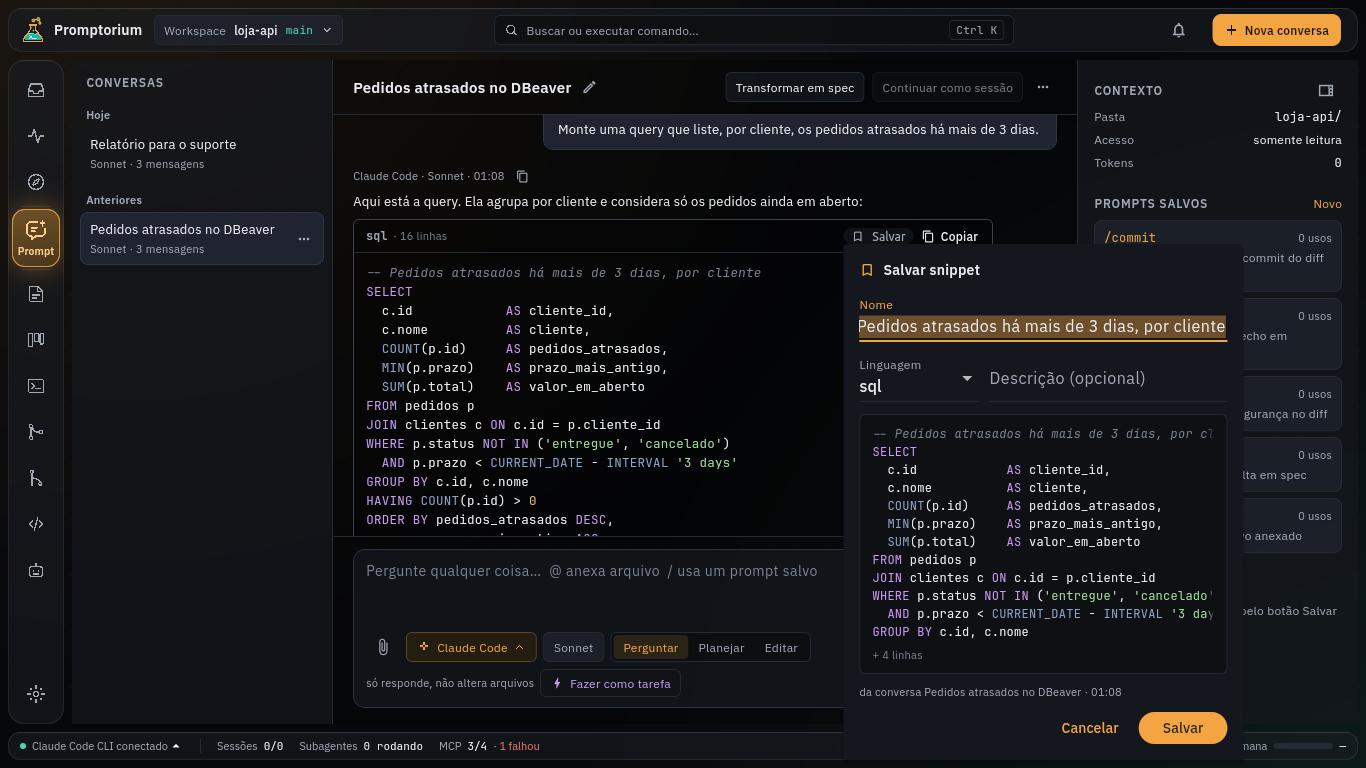 Promptorium
Workspace loja-api main
Buscar ou executar comando...
Ctrl K
+ Nova conversa
Prompt
CONVERSAS
Hoje
Relatório para o suporte
Sonnet · 3 mensagens
Anteriores
Pedidos atrasados no DBeaver
Sonnet · 3 mensagens
...
Pedidos atrasados no DBeaver
Transformar em spec
Continuar como sessão
...
Monte uma query que liste, por cliente, os pedidos atrasados há mais de 3 dias.
Claude Code · Sonnet · 01:08
Aqui está a query. Ela agrupa por cliente e considera só os pedidos ainda em aberto:
sql · 16 linhas
Salvar
Copiar
-- Pedidos atrasados há mais de 3 dias, por cliente
SELECT
c.id AS cliente_id,
c.nome AS cliente,
COUNT(p.id) AS pedidos_atrasados,
MIN(p.prazo) AS prazo_mais_antigo,
SUM(p.total) AS valor_em_aberto
FROM pedidos p
JOIN clientes c ON c.id = p.cliente_id
WHERE p.status NOT IN ('entregue', 'cancelado')
AND p.prazo < CURRENT_DATE - INTERVAL '3 days'
GROUP BY c.id, c.nome
HAVING COUNT(p.id) > 0
ORDER BY pedidos_atrasados DESC,
Pergunte qualquer coisa... @ anexa arquivo / usa um prompt salvo
Claude Code
Sonnet
Perguntar
Planejar
Editar
só responde, não altera arquivos
Fazer como tarefa
CONTEXTO
Pasta loja-api/
Acesso somente leitura
Tokens 0
PROMPTS SALVOS
Novo
/commit 0 usos
commit do diff
0 usos
echo em
0 usos
gurança no diff
0 usos
lta em spec
0 usos
vo anexado
pelo botão Salvar
Salvar snippet
Nome
Pedidos atrasados há mais de 3 dias, por cliente
Linguagem
sql
Descrição (opcional)
-- Pedidos atrasados há mais de 3 dias, por cl
SELECT
c.id AS cliente_id,
c.nome AS cliente,
COUNT(p.id) AS pedidos_atrasados,
MIN(p.prazo) AS prazo_mais_antigo,
SUM(p.total) AS valor_em_aberto
FROM pedidos p
JOIN clientes c ON c.id = p.cliente_id
WHERE p.status NOT IN ('entregue', 'cancelado'
AND p.prazo < CURRENT_DATE - INTERVAL '3 day
GROUP BY c.id, c.nome
+ 4 linhas
da conversa Pedidos atrasados no DBeaver · 01:08
Cancelar
Salvar
Claude Code CLI conectado
Sessões 0/0
Subagentes 0 rodando
MCP 3/4 · 1 falhou
mana —